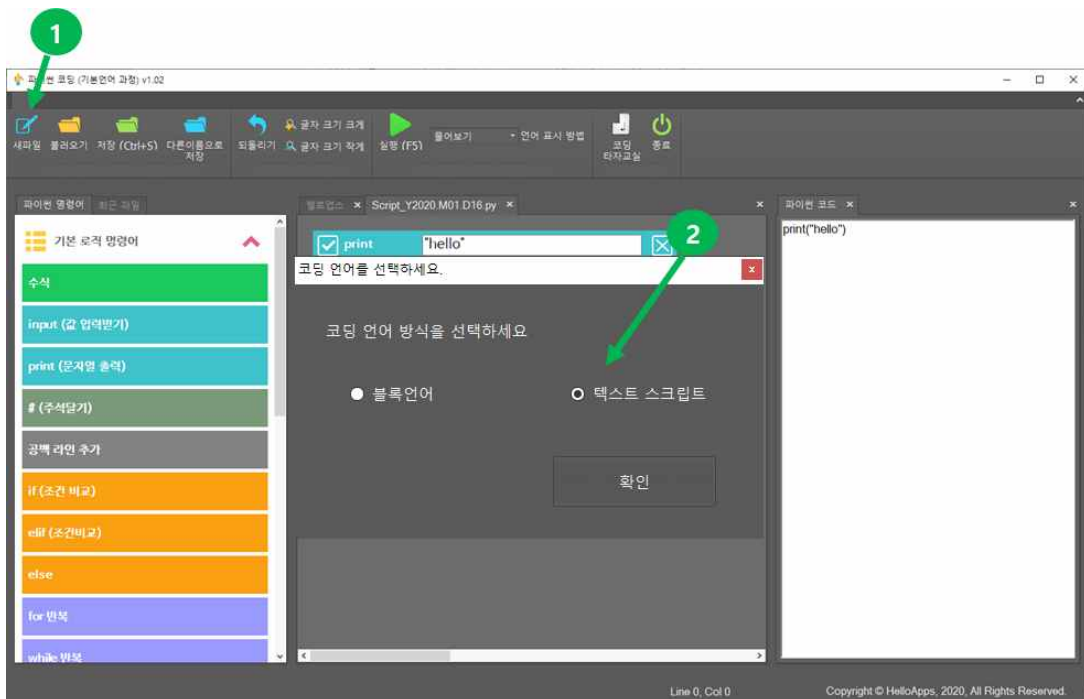 1
파이썬 코딩 (기본언어 과정) v1.02
새파일 불러오기 저장 (Ctrl+S) 다른이름으로 저장 되돌리기 글자 크기 크게 글자 크기 작게 실행 (F5) 물어보기 언어 표시 방법 코딩 타자교실 종료
파이썬 명령어 최근 파일
헬로앱스 Script_Y2020.M01.D16.py
파이썬 코드
기본 로직 명령어
print "hello"
2
print("hello")
코딩 언어를 선택하세요.
수식
input (값 입력받기)
코딩 언어 방식을 선택하세요
print (문자열 출력)
블록언어 텍스트 스크립트
# (주석달기)
공백 라인 추가
확인
if (조건 비교)
elif (조건비교)
else
for 반복
while 반복
Line 0, Col 0
Copyright © HelloApps, 2020, All Rights Reserved.